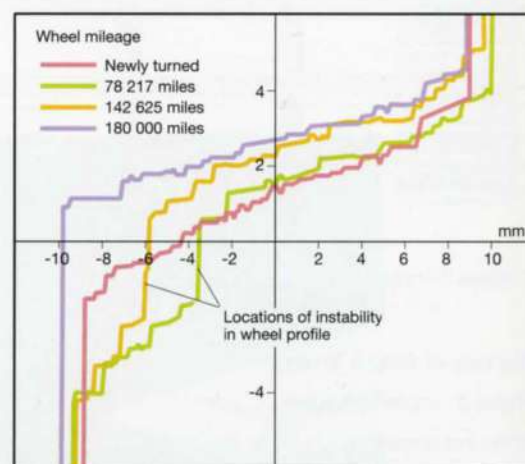 Wheel mileage
Newly turned
78 217 miles
142 625 miles
180 000 miles
4
2
mm
-10 -8 -6 -4 -2 2 4 6 8 10
Locations of instability
in wheel profile
-4